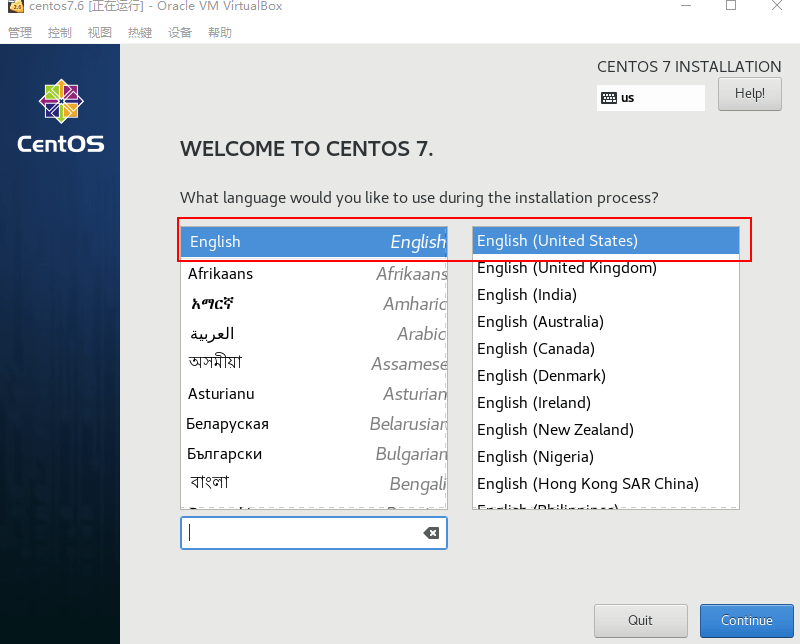 centos7.6 [正在运行] - Oracle VM VirtualBox
管理 控制 视图 热键 设备 帮助
CentOS
CENTOS 7 INSTALLATION
us
Help!
WELCOME TO CENTOS 7.
What language would you like to use during the installation process?
English English
Afrikaans Afrikaans
አማርኛ Amharic
العربية Arabic
অসমীয়া Assamese
Asturianu Asturian
Беларуская Belarusian
Български Bulgarian
বাংলা Bengali
English (United States)
English (United Kingdom)
English (India)
English (Australia)
English (Canada)
English (Denmark)
English (Ireland)
English (New Zealand)
English (Nigeria)
English (Hong Kong SAR China)
English (Philippines)
Quit
Continue